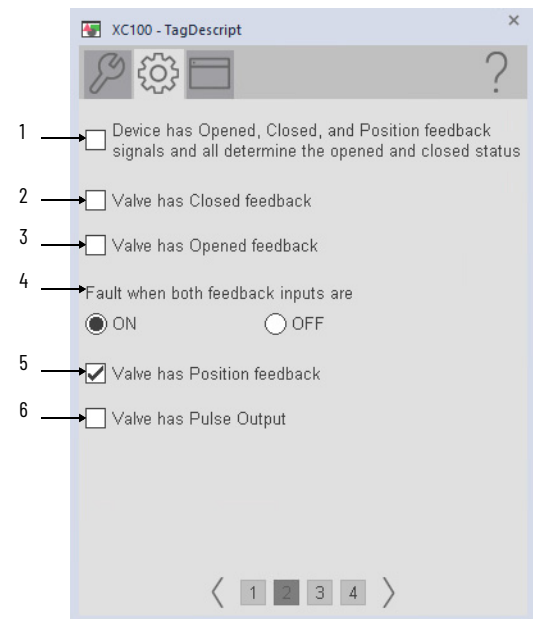 XC100 - TagDescript
1
Device has Opened, Closed, and Position feedback
signals and all determine the opened and closed status
2
Valve has Closed feedback
3
Valve has Opened feedback
4
Fault when both feedback inputs are
ON OFF
5
Valve has Position feedback
6
Valve has Pulse Output
1 2 3 4